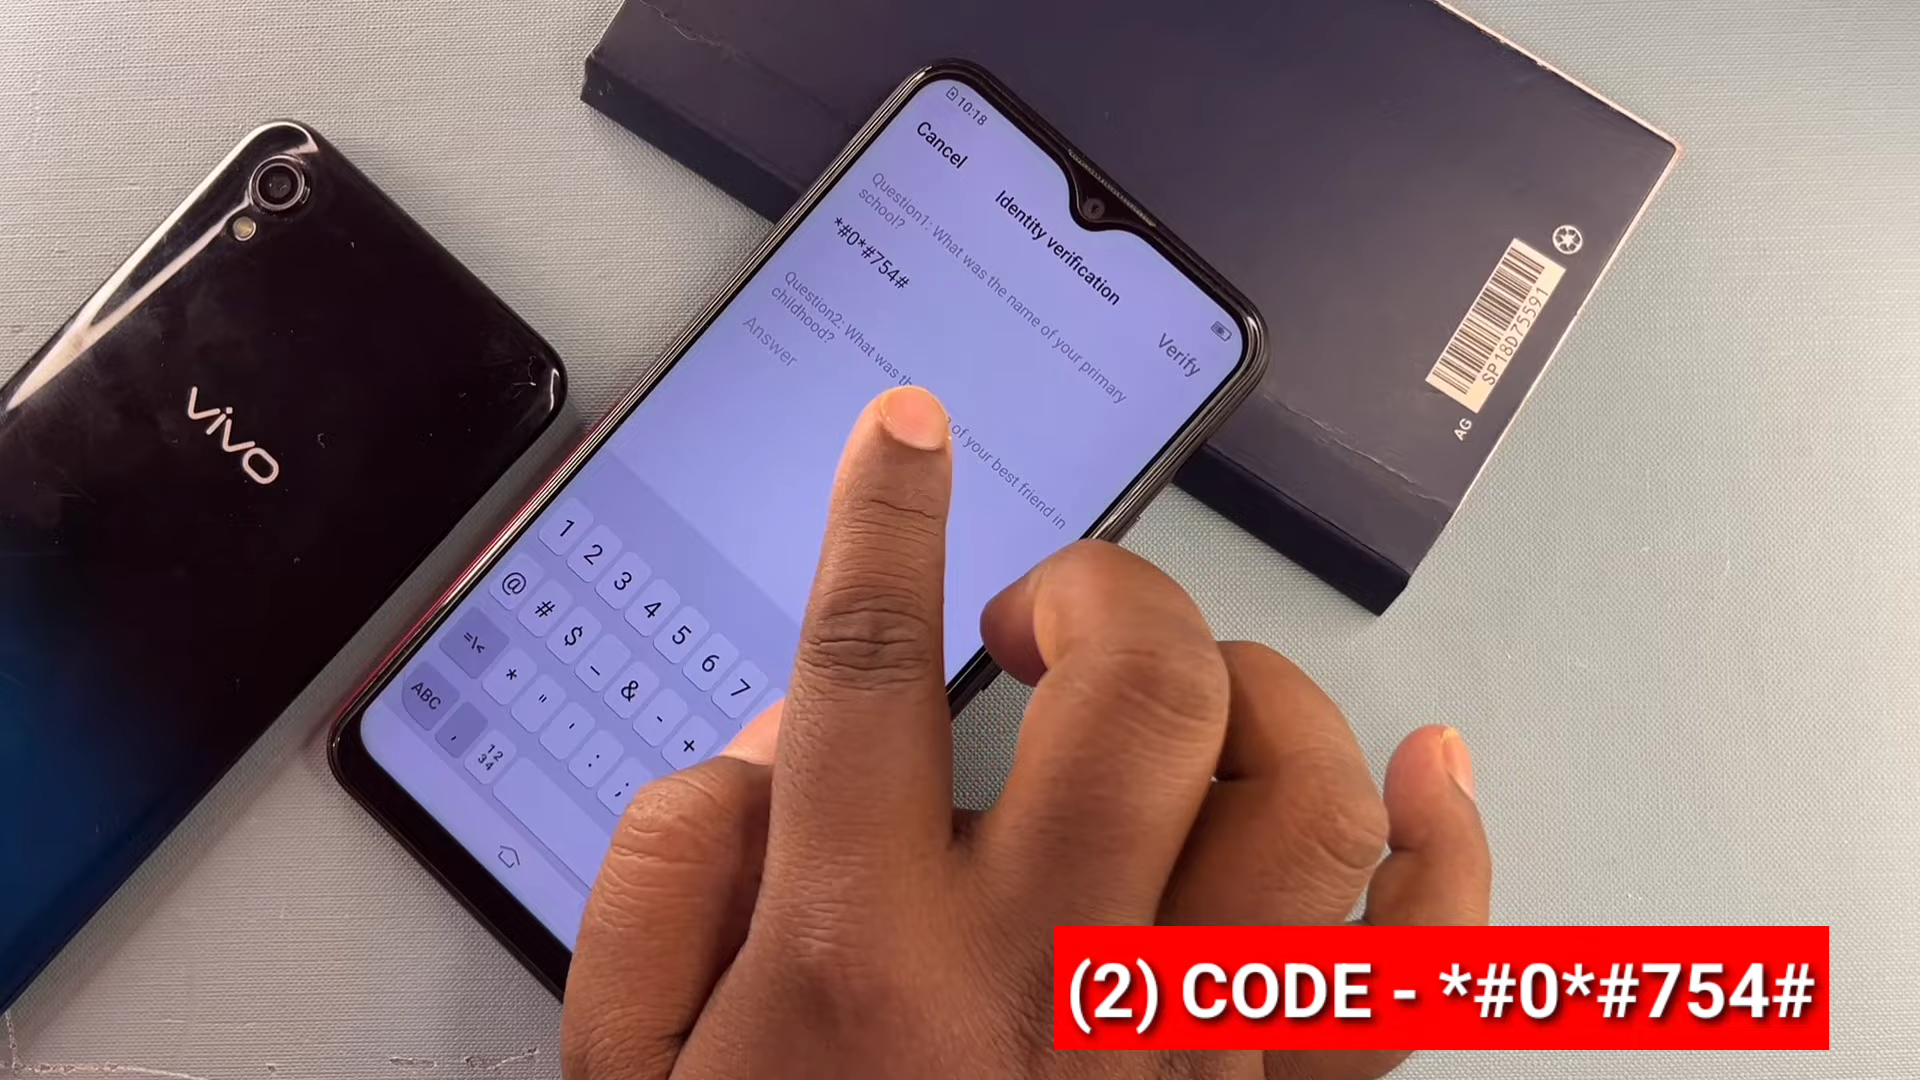 10:18
Cancel
Identity verification
Verify
Question1: What was the name of your primary
school?
*#0*#754#
Question2: What was of your best friend in
childhood?
Answer
1 2 3 4 5 6 7
@ # $ _ & - +
=\< * " ' : ;
ABC , 12
34
vivo
SP18D75591
AG
(2) CODE - *#0*#754#